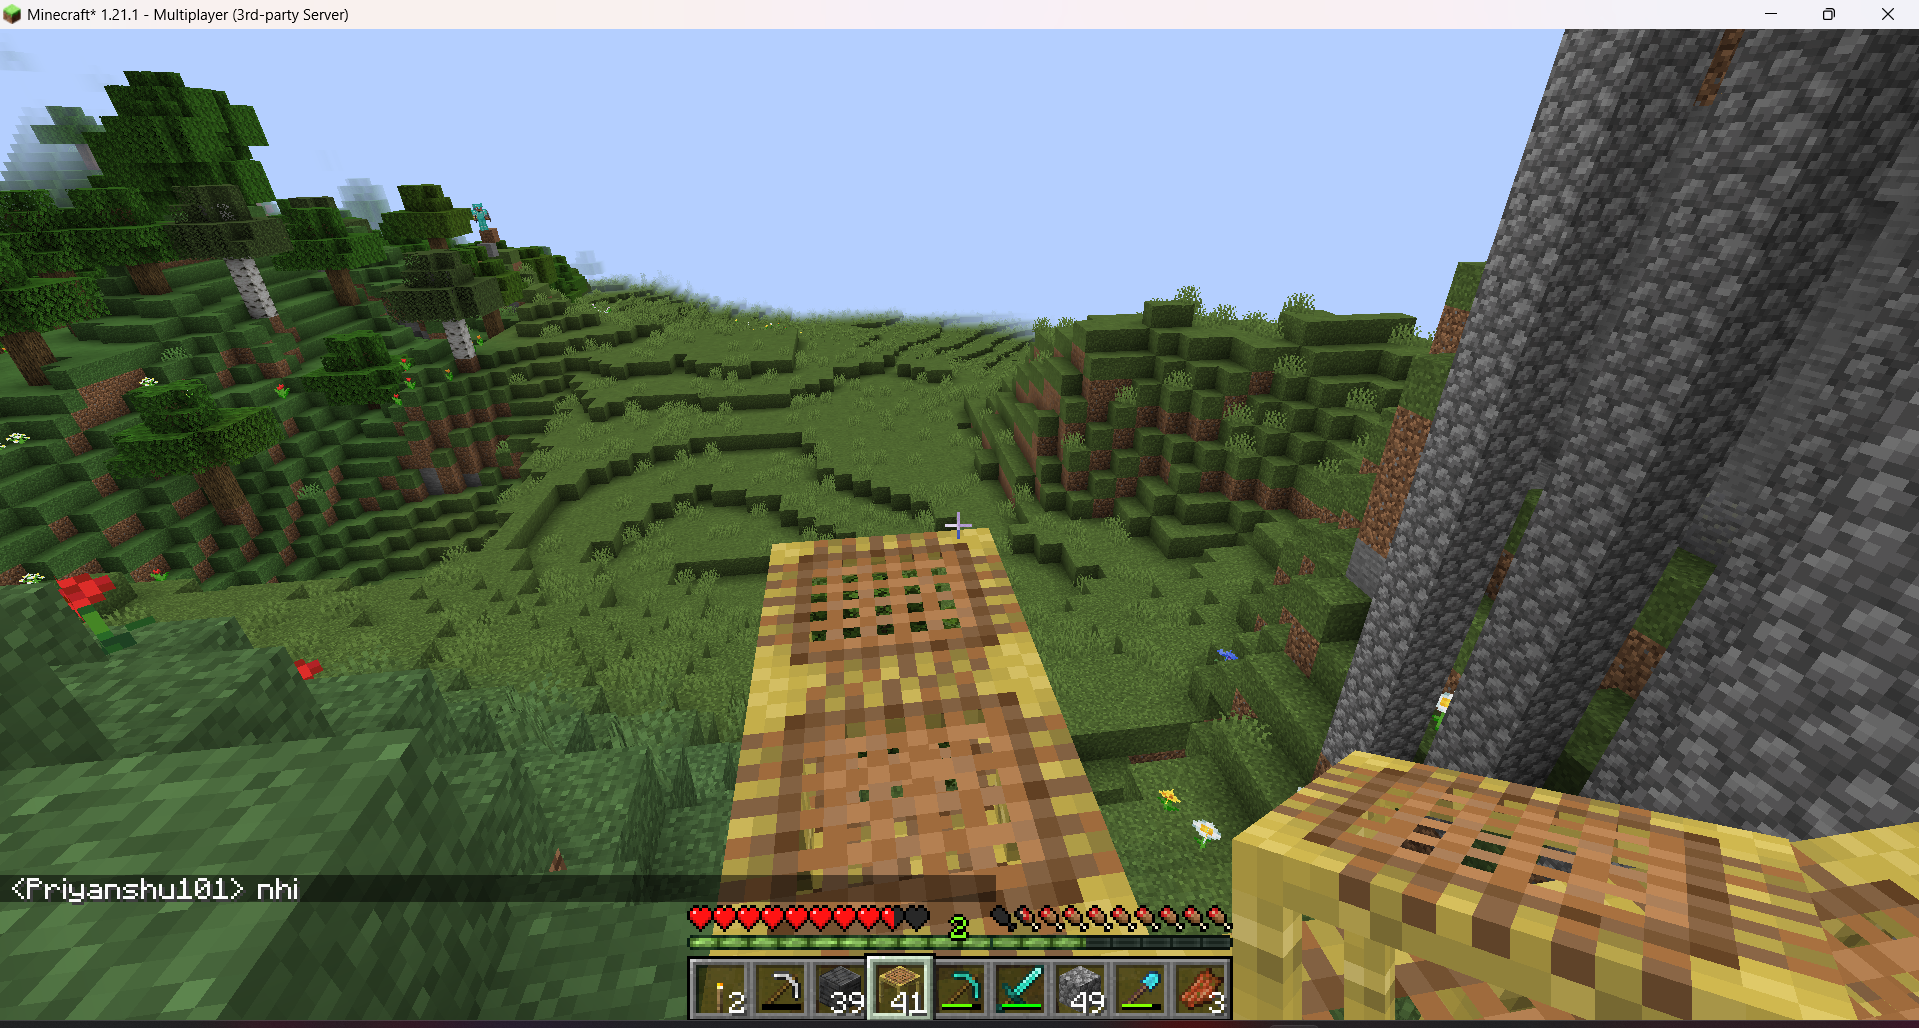 Minecraft* 1.21.1 - Multiplayer (3rd-party Server)
<Priyanshu101> nhi
2
2 39 41 49 3